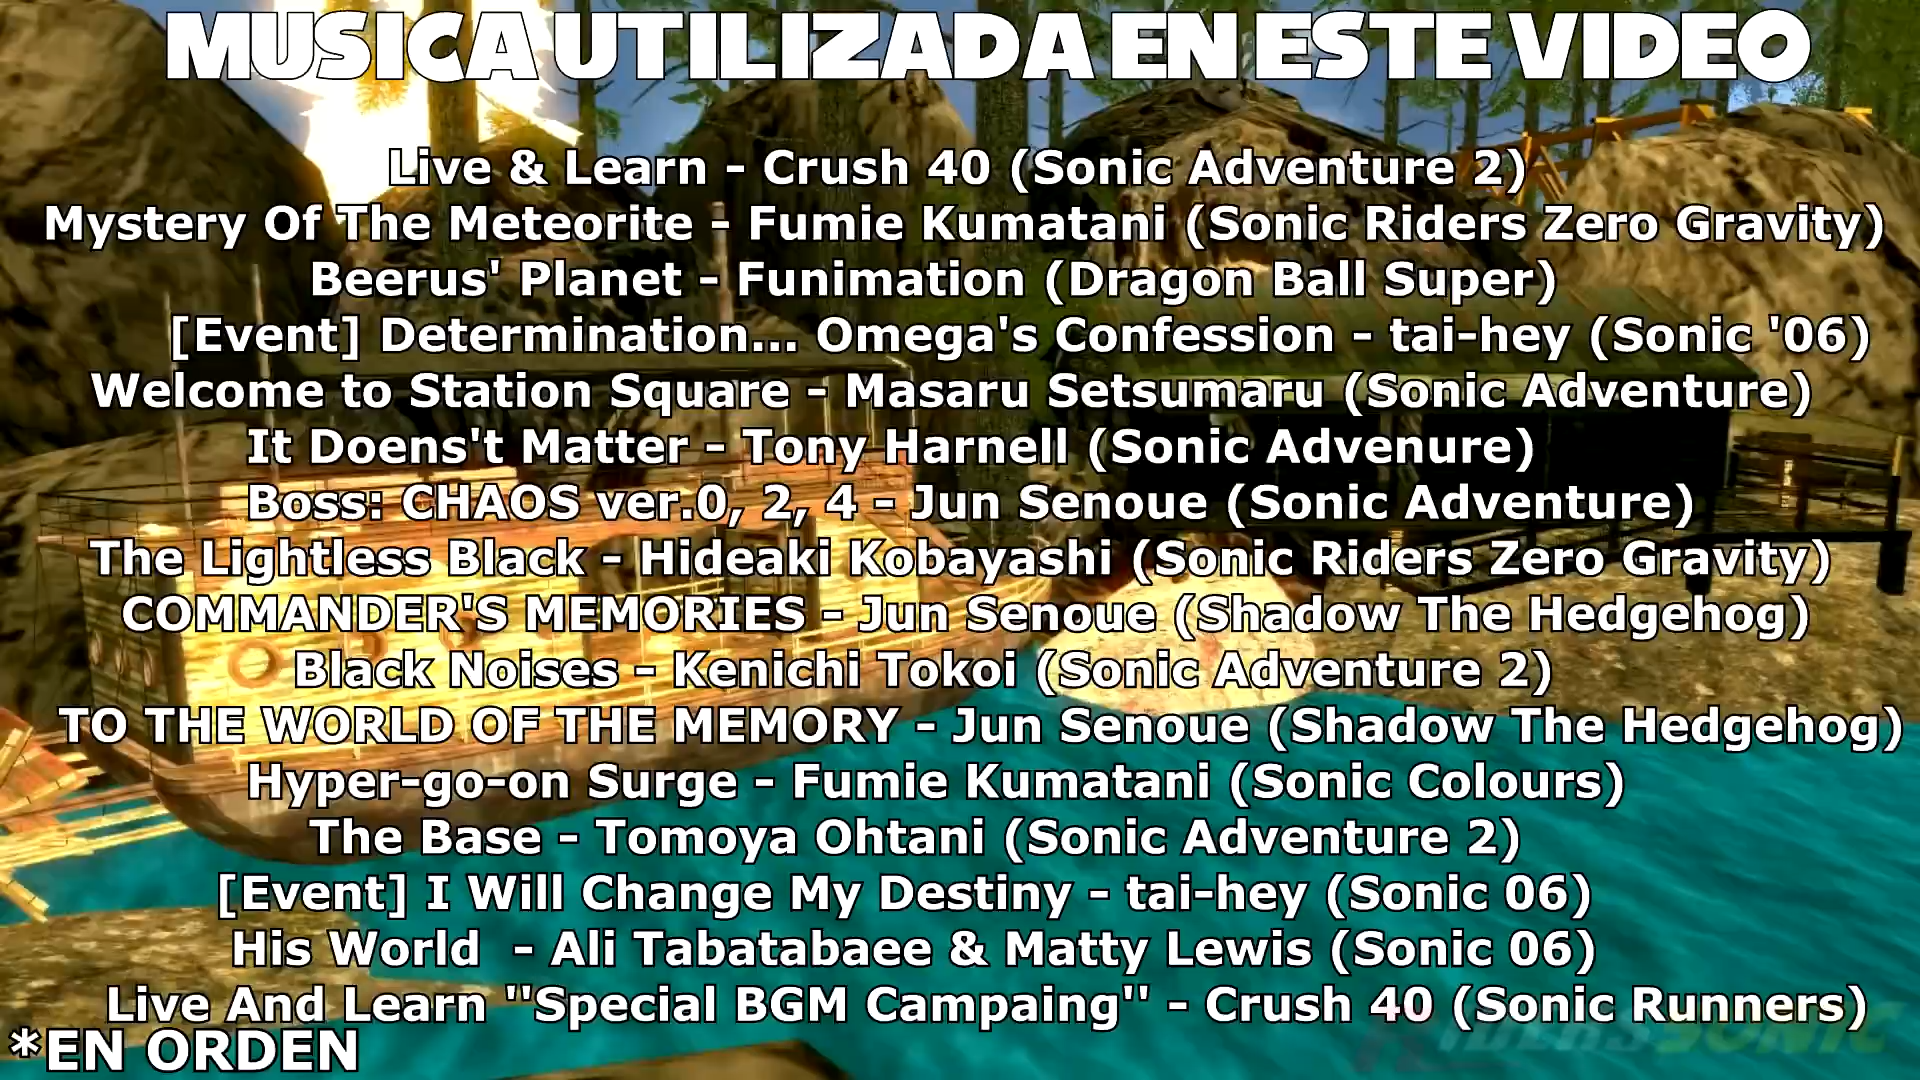 MUSICA UTILIZADA EN ESTE VIDEO
Live & Learn - Crush 40 (Sonic Adventure 2)
Mystery Of The Meteorite - Fumie Kumatani (Sonic Riders Zero Gravity)
Beerus' Planet - Funimation (Dragon Ball Super)
[Event] Determination... Omega's Confession - tai-hey (Sonic '06)
Welcome to Station Square - Masaru Setsumaru (Sonic Adventure)
It Doens't Matter - Tony Harnell (Sonic Advenure)
Boss: CHAOS ver.0, 2, 4 - Jun Senoue (Sonic Adventure)
The Lightless Black - Hideaki Kobayashi (Sonic Riders Zero Gravity)
COMMANDER'S MEMORIES - Jun Senoue (Shadow The Hedgehog)
Black Noises - Kenichi Tokoi (Sonic Adventure 2)
TO THE WORLD OF THE MEMORY - Jun Senoue (Shadow The Hedgehog)
Hyper-go-on Surge - Fumie Kumatani (Sonic Colours)
The Base - Tomoya Ohtani (Sonic Adventure 2)
[Event] I Will Change My Destiny - tai-hey (Sonic 06)
His World  - Ali Tabatabaee & Matty Lewis (Sonic 06)
Live And Learn ''Special BGM Campaing'' - Crush 40 (Sonic Runners)
*EN ORDEN